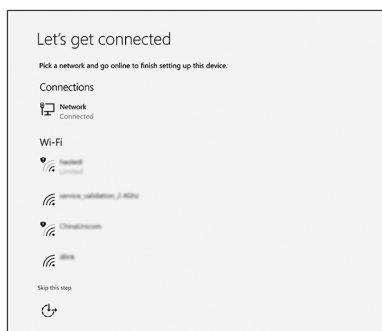 Let's get connected
Pick a network and go online to finish setting up this device.
Connections
Network
Connected
Wi-Fi
Limited
service_validation_2.4Ghz
ChinaUnicom
dlink
Skip this step